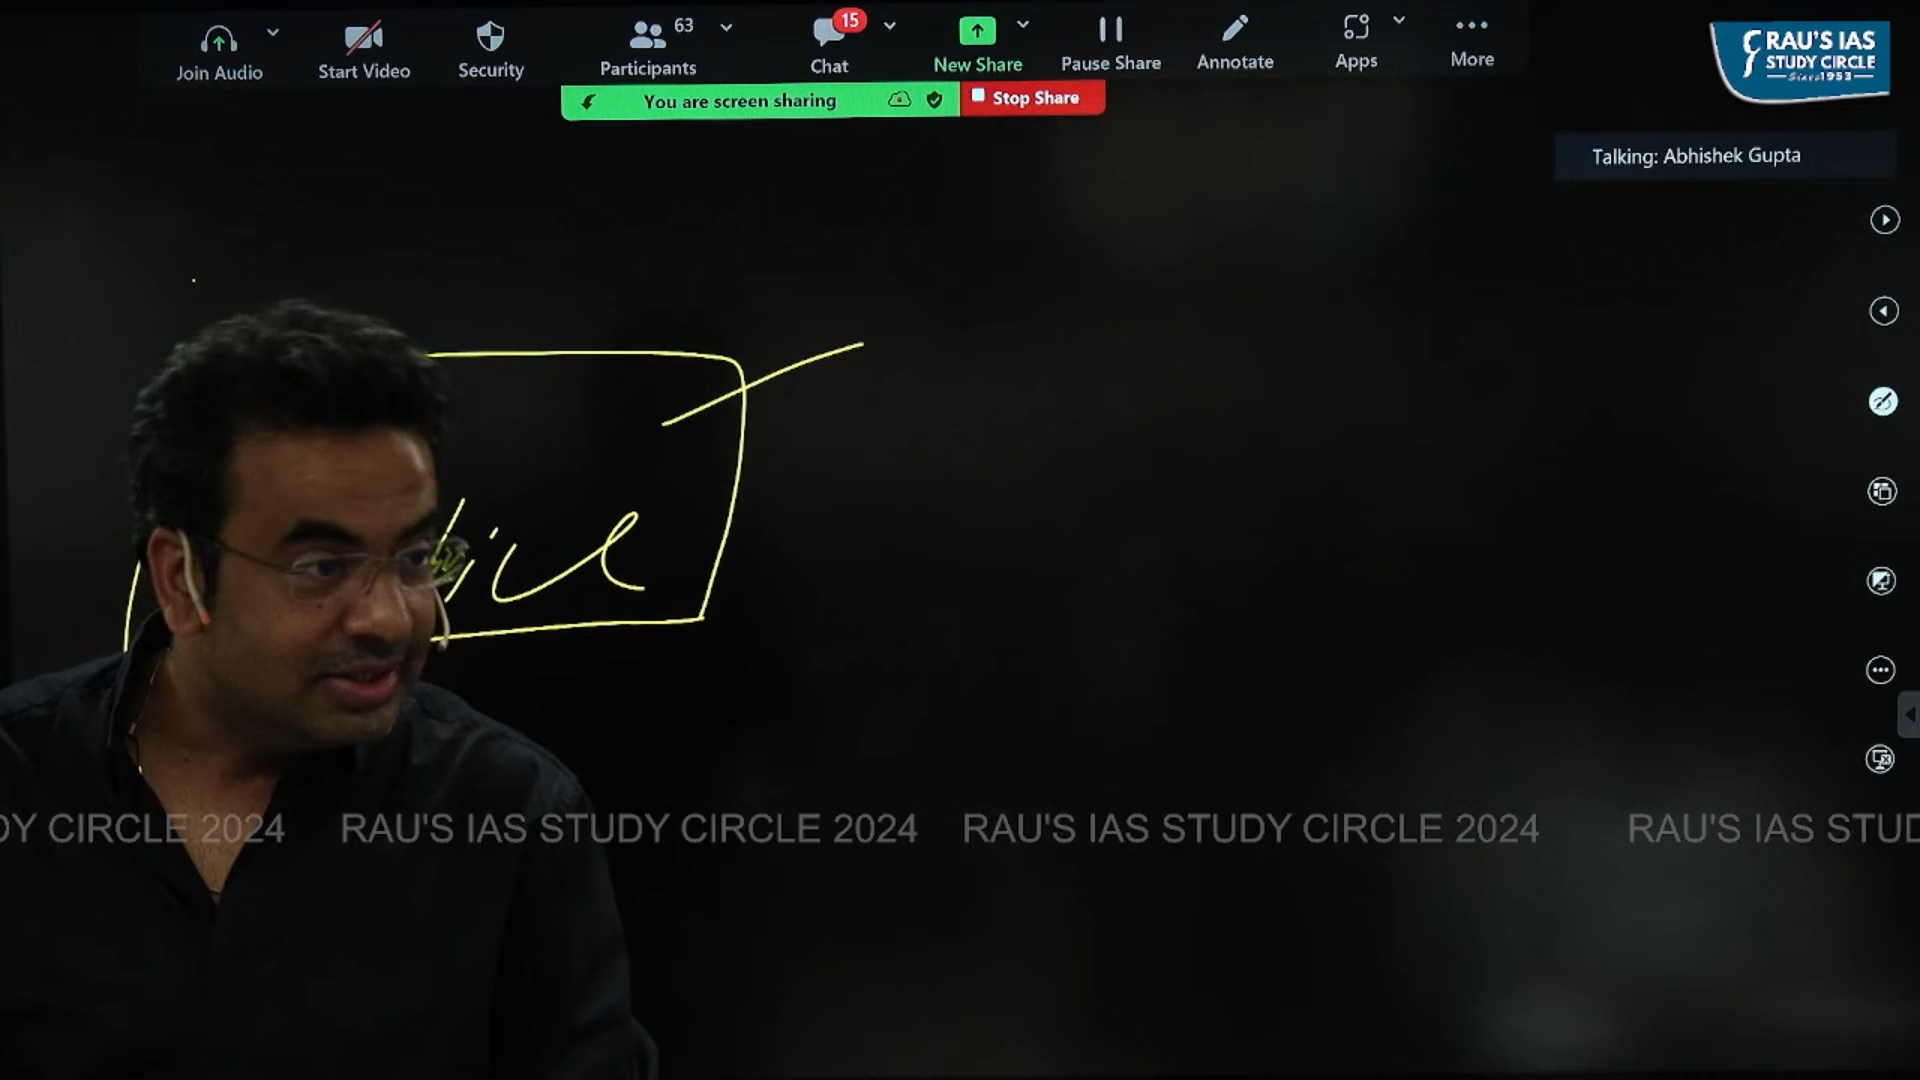 Join Audio
Start Video
Security
63
Participants
15
Chat
New Share
Pause Share
Annotate
Apps
More
You are screen sharing
Stop Share
RAU'S IAS
STUDY CIRCLE
Since 1953
Talking: Abhishek Gupta
DY CIRCLE 2024 RAU'S IAS STUDY CIRCLE 2024 RAU'S IAS STUDY CIRCLE 2024 RAU'S IAS STUD